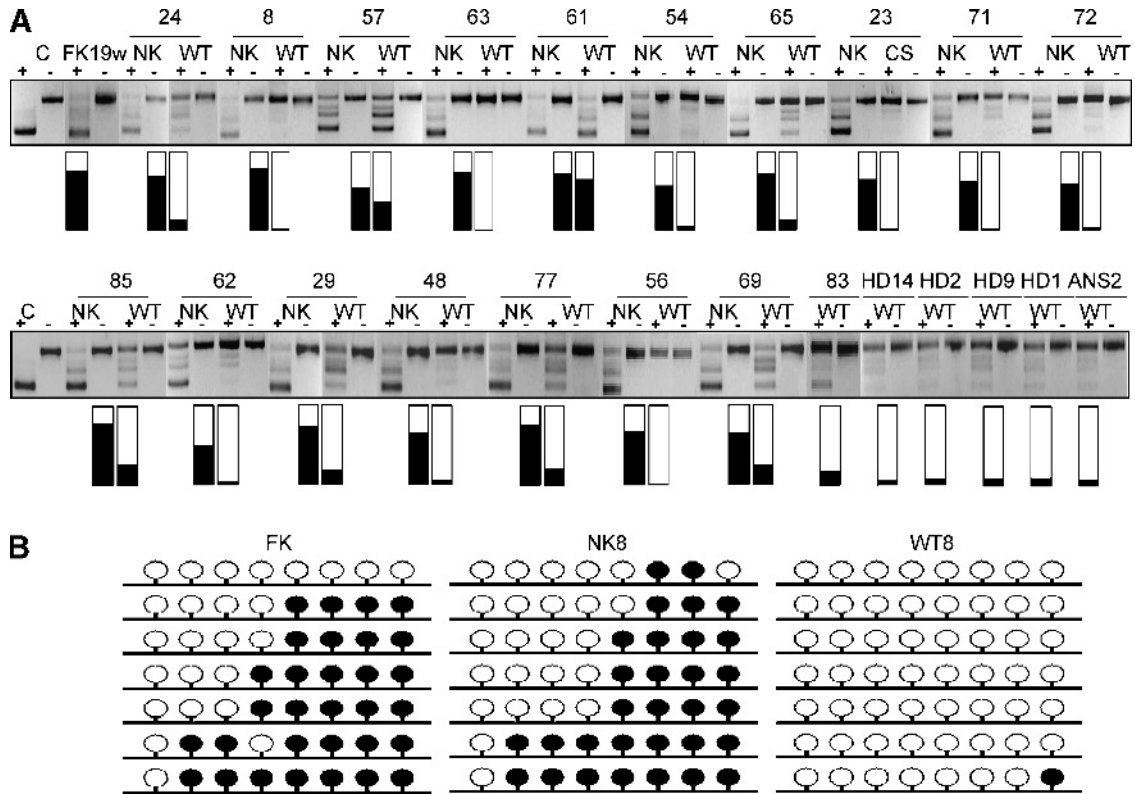 A
24 8 57 63 61 54 65 23 71 72
C FK19w NK WT NK WT NK WT NK WT NK WT NK WT NK WT NK CS NK WT NK WT
+ - + - + - + - + - + - + - + - + - + - + - + - + - + - + - + - + - + - + - + - + - + -
85 62 29 48 77 56 69 83 HD14 HD2 HD9 HD1 ANS2
C NK WT NK WT NK WT NK WT NK WT NK WT NK WT WT WT WT WT WT WT
+ - + - + - + - + - + - + - + - + - + - + - + - + - + - + - + - + - + - + - + - + -
B
FK NK8 WT8